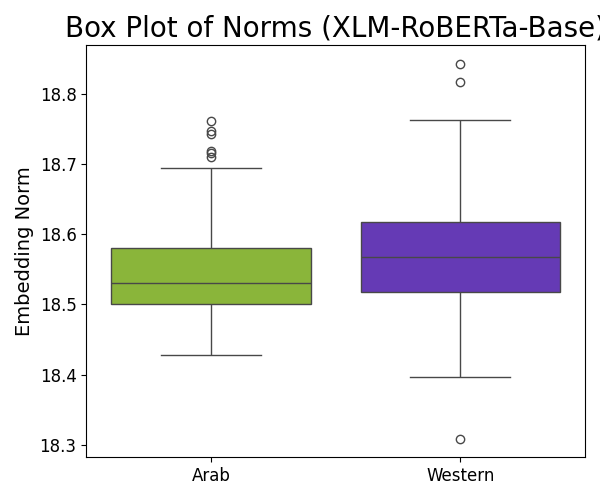 Box Plot of Norms (XLM-RoBERTa-Base)
Embedding Norm
18.8
18.7
18.6
18.5
18.4
18.3
Arab
Western